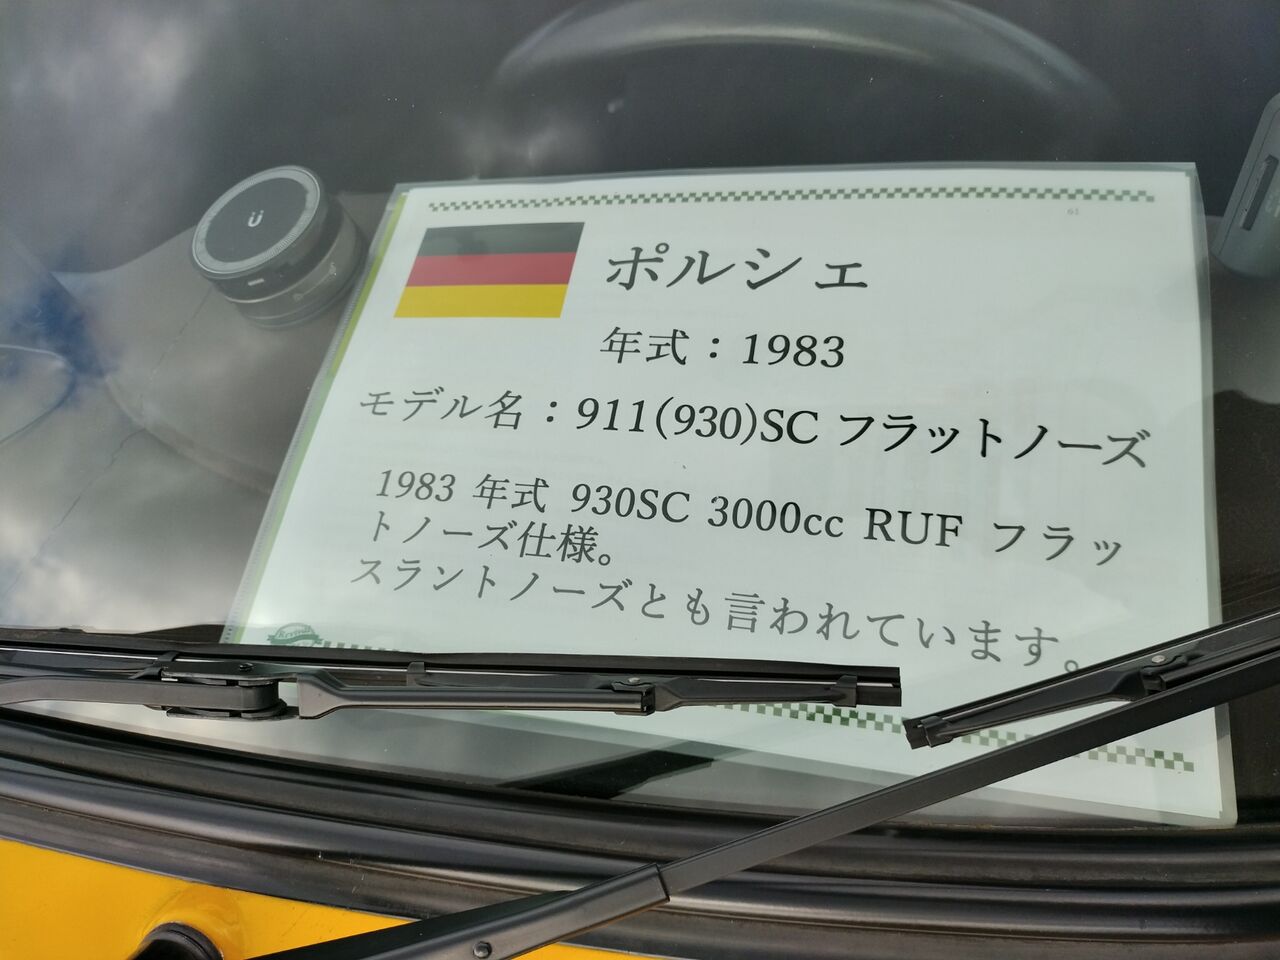 61
ポルシェ
年式：1983
モデル名：911(930)SC フラットノーズ
1983 年式 930SC 3000cc RUF フラッ
トノーズ仕様。
スラントノーズとも言われています。